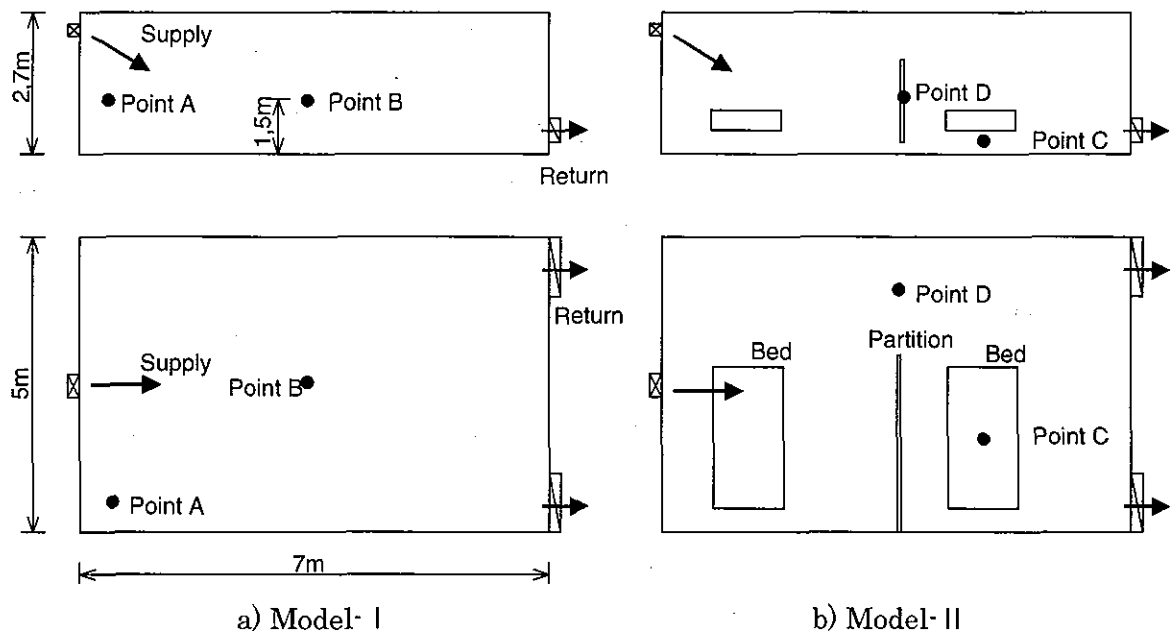 Supply
2,7m
Point A
1,5m
Point B
Return
Point D
Point C
5m
Supply
Point B
Point A
Return
7m
a) Model- I
Point D
Partition
Bed
Bed
Point C
b) Model-II